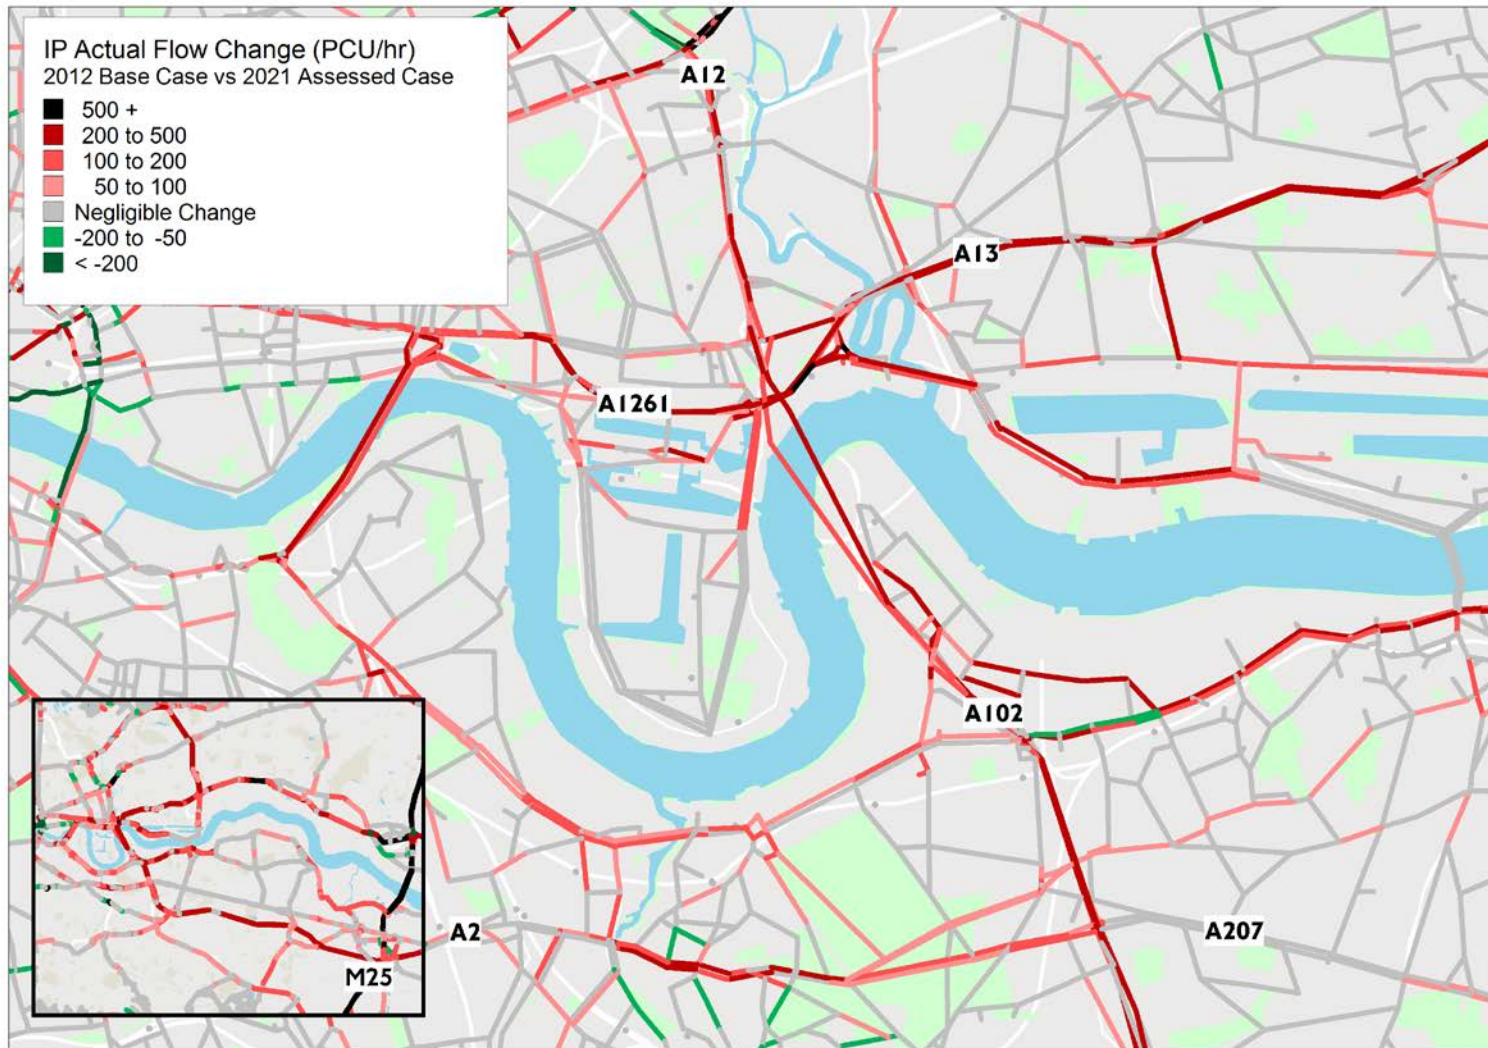 IP Actual Flow Change (PCU/hr)
2012 Base Case vs 2021 Assessed Case
500 +
200 to 500
100 to 200
50 to 100
Negligible Change
-200 to -50
< -200
A12
A13
A1261
A102
A2
A207
M25